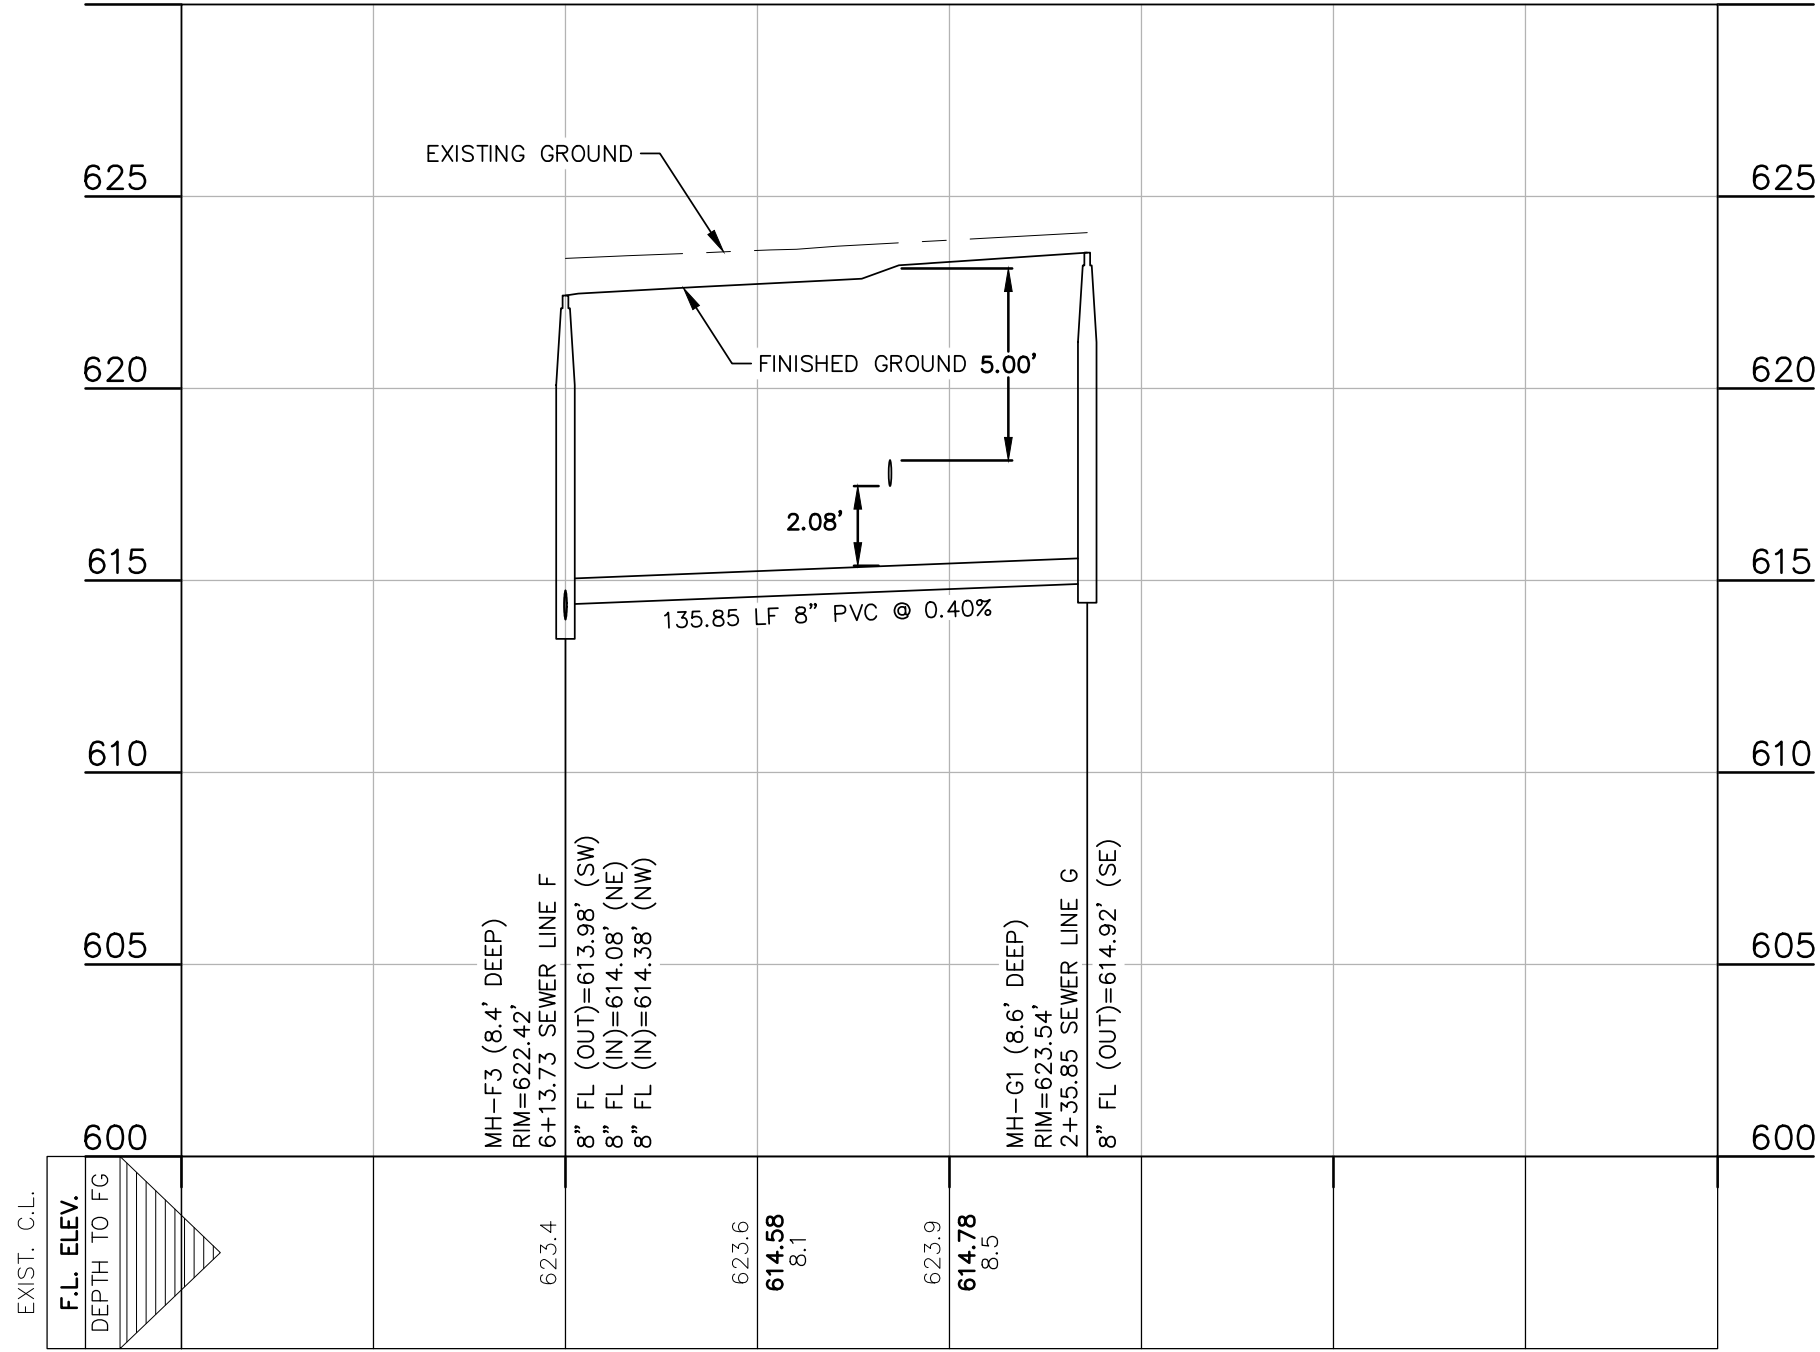 EXISTING GROUND
625
625
FINISHED GROUND
5.00'
620
620
2.08'
615
615
135.85 LF 8" PVC @ 0.40%
610
610
MH-F3 (8.4' DEEP)
RIM=622.42'
6+13.73 SEWER LINE F
8" FL (OUT)=613.98' (SW)
8" FL (IN)=614.08' (NE)
8" FL (IN)=614.38' (NW)
MH-G1 (8.6' DEEP)
RIM=623.54'
2+35.85 SEWER LINE G
8" FL (OUT)=614.92' (SE)
605
605
600
600
EXIST. C.L.
F.L. ELEV.
DEPTH TO FG
623.4
623.6
614.58
8.1
623.9
614.78
8.5